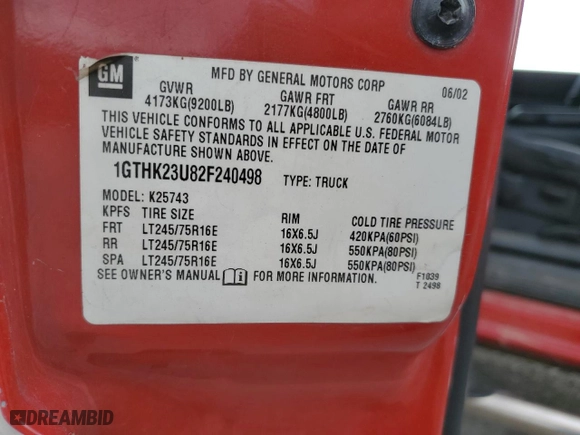 GM
MFD BY GENERAL MOTORS CORP 06/02
GVWR GAWR FRT GAWR RR
4173KG(9200LB) 2177KG(4800LB) 2760KG(6084LB)
THIS VEHICLE CONFORMS TO ALL APPLICABLE U.S. FEDERAL MOTOR
VEHICLE SAFETY STANDARDS IN EFFECT ON THE DATE OF
MANUFACTURE SHOWN ABOVE.
1GTHK23U82F240498 TYPE: TRUCK
MODEL: K25743
KPFS TIRE SIZE RIM COLD TIRE PRESSURE
FRT LT245/75R16E 16X6.5J 420KPA(60PSI)
RR LT245/75R16E 16X6.5J 550KPA(80PSI)
SPA LT245/75R16E 16X6.5J 550KPA(80PSI)
SEE OWNER'S MANUAL FOR MORE INFORMATION. F1039
T 2498
DREAMBID